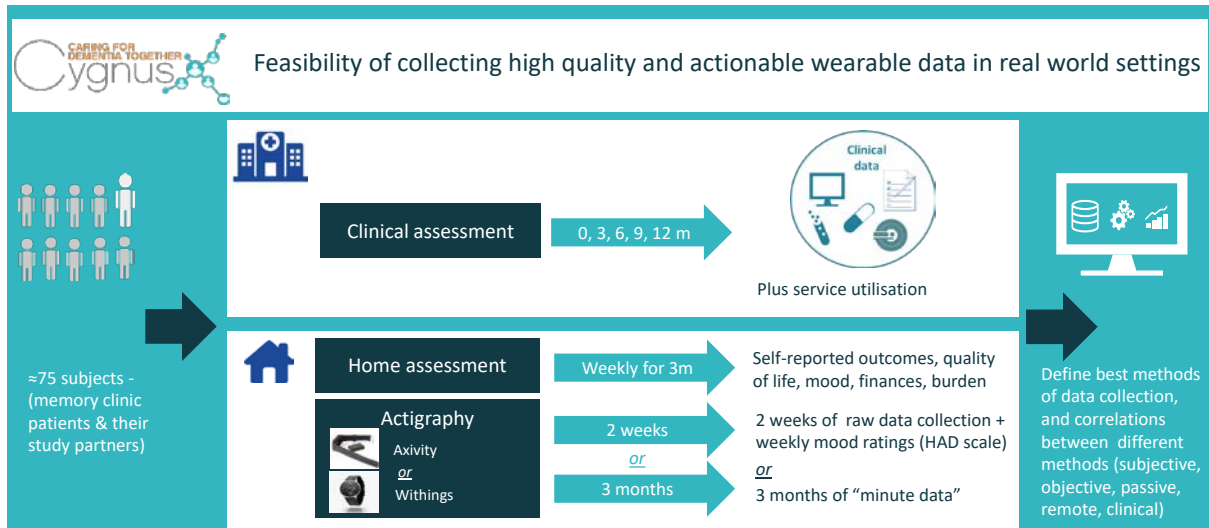 CARING FOR
DEMENTIA TOGETHER
Cygnus
Feasibility of collecting high quality and actionable wearable data in real world settings
≈75 subjects -
(memory clinic
patients & their
study partners)
Clinical assessment
0, 3, 6, 9, 12 m
Clinical
data
Plus service utilisation
Home assessment
Weekly for 3m
Self-reported outcomes, quality
of life, mood, finances, burden
Actigraphy
Axivity
or
Withings
2 weeks
or
3 months
2 weeks of raw data collection +
weekly mood ratings (HAD scale)
or
3 months of “minute data”
Define best methods
of data collection,
and correlations
between different
methods (subjective,
objective, passive,
remote, clinical)